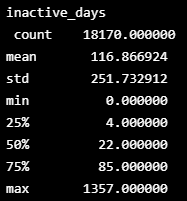 inactive_days
count 18170.000000
mean 116.866924
std 251.732912
min 0.000000
25% 4.000000
50% 22.000000
75% 85.000000
max 1357.000000